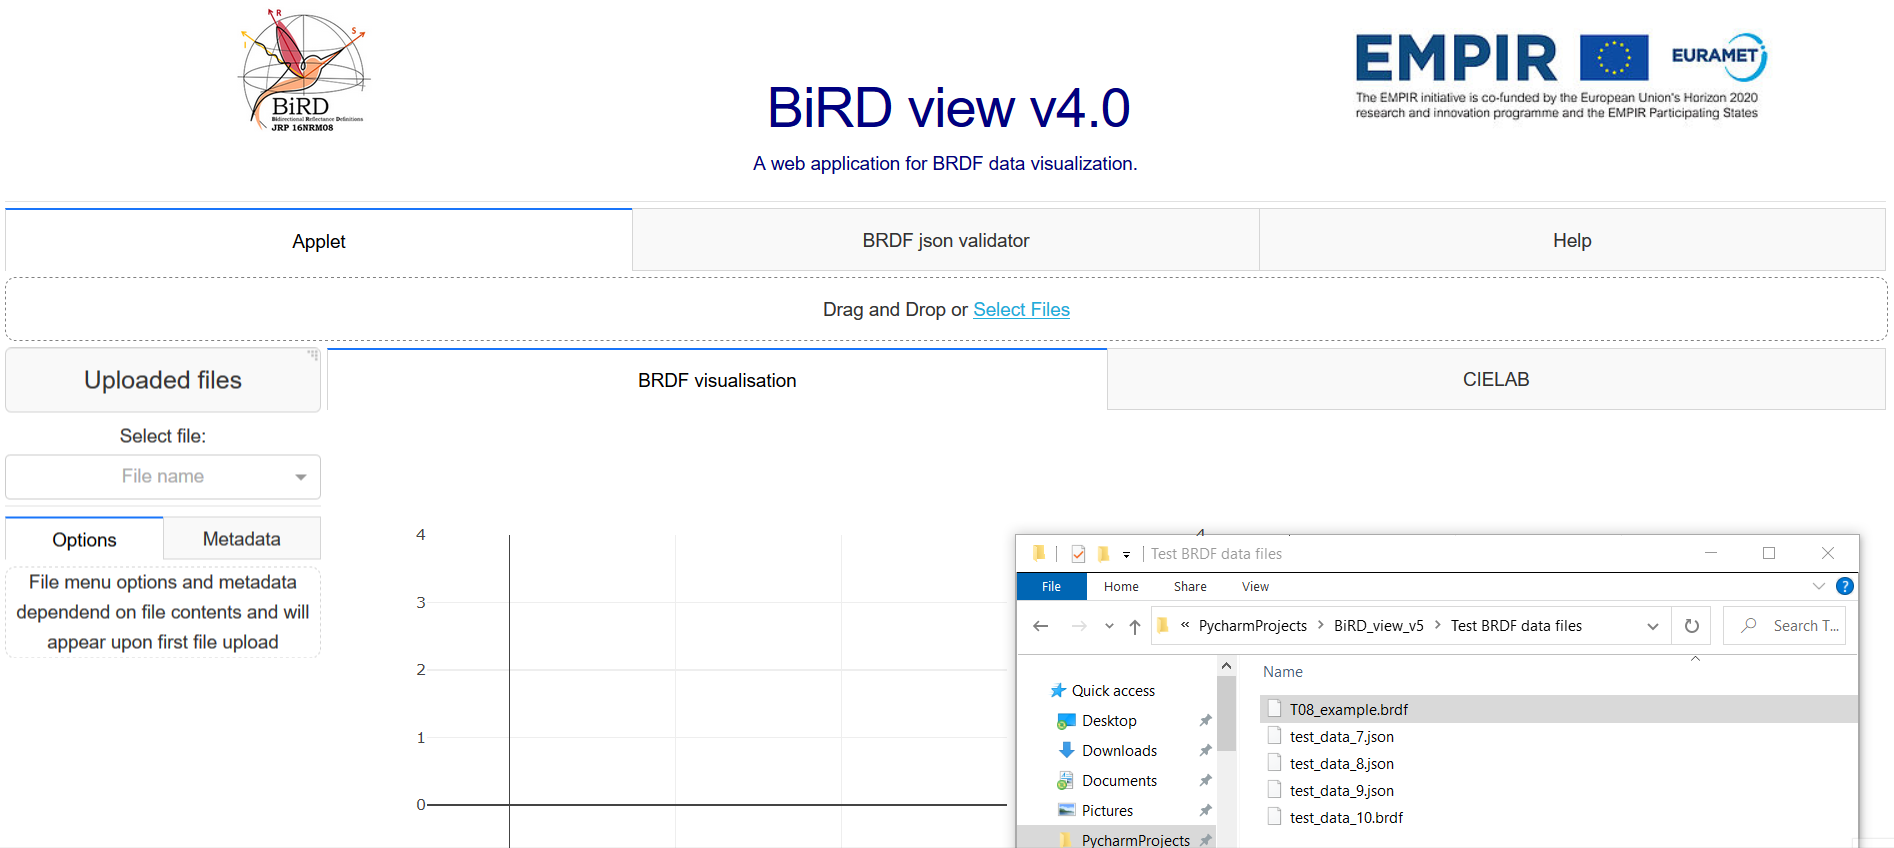 R
I
S
BiRD
Bidirectional Reflectance Definitions
JRP 16NRM08
BiRD view v4.0
A web application for BRDF data visualization.
EMPIR
EURAMET
The EMPIR initiative is co-funded by the European Union's Horizon 2020
research and innovation programme and the EMPIR Participating States
Applet
BRDF json validator
Help
Drag and Drop or Select Files
Uploaded files
BRDF visualisation
CIELAB
Select file:
File name
Options
Metadata
File menu options and metadata
dependend on file contents and will
appear upon first file upload
4
3
2
1
0
4
Test BRDF data files
File
Home
Share
View
?
« PycharmProjects > BiRD_view_v5 > Test BRDF data files
Search T...
Quick access
Desktop
Downloads
Documents
Pictures
PycharmProjects
Name
T08_example.brdf
test_data_7.json
test_data_8.json
test_data_9.json
test_data_10.brdf